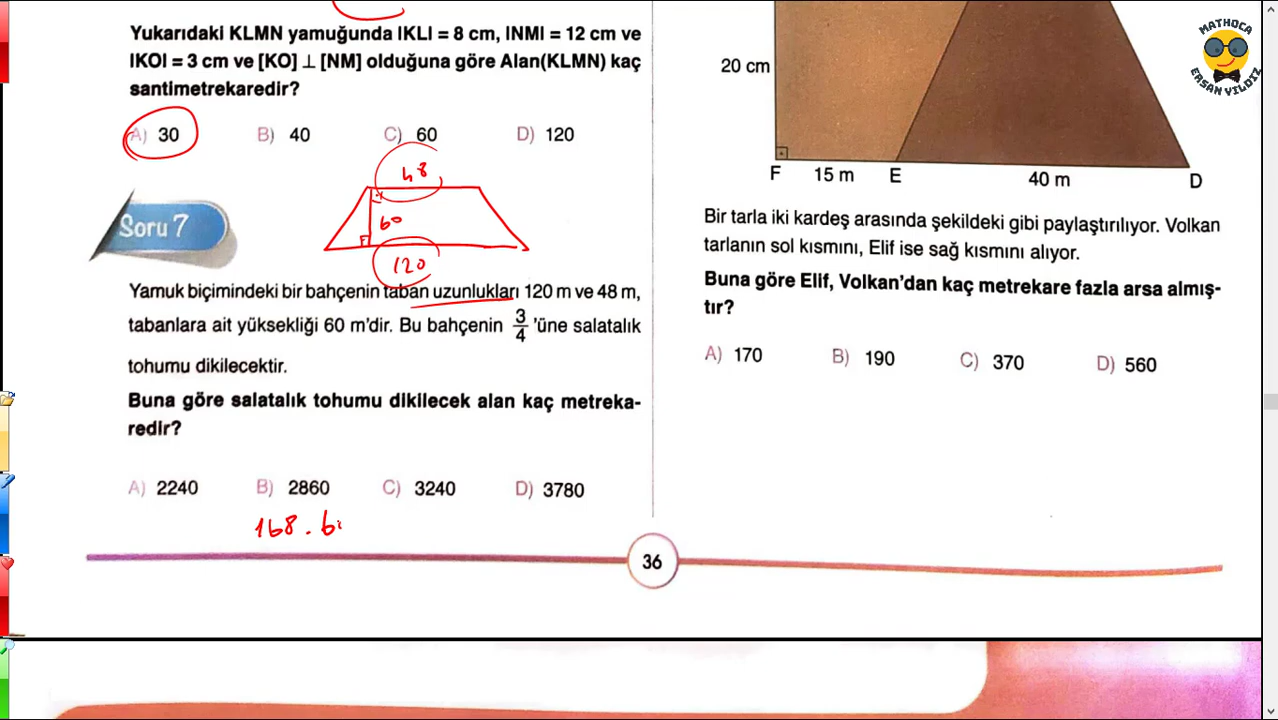 Yukarıdaki KLMN yamuğunda IKLI = 8 cm, INMI = 12 cm ve
IKOI = 3 cm ve [KO] ⊥ [NM] olduğuna göre Alan(KLMN) kaç
santimetrekaredir?
A) 30 B) 40 C) 60 D) 120
48
60
120
Soru 7
Yamuk biçimindeki bir bahçenin taban uzunlukları 120 m ve 48 m,
tabanlara ait yüksekliği 60 m'dir. Bu bahçenin 3/4 'üne salatalık
tohumu dikilecektir.
Buna göre salatalık tohumu dikilecek alan kaç metreka-
redir?
A) 2240 B) 2860 C) 3240 D) 3780
168 . 6
MATHOCA
ERSAN YILDIZ
20 cm
F 15 m E 40 m D
Bir tarla iki kardeş arasında şekildeki gibi paylaştırılıyor. Volkan
tarlanın sol kısmını, Elif ise sağ kısmını alıyor.
Buna göre Elif, Volkan'dan kaç metrekare fazla arsa almış-
tır?
A) 170 B) 190 C) 370 D) 560
36